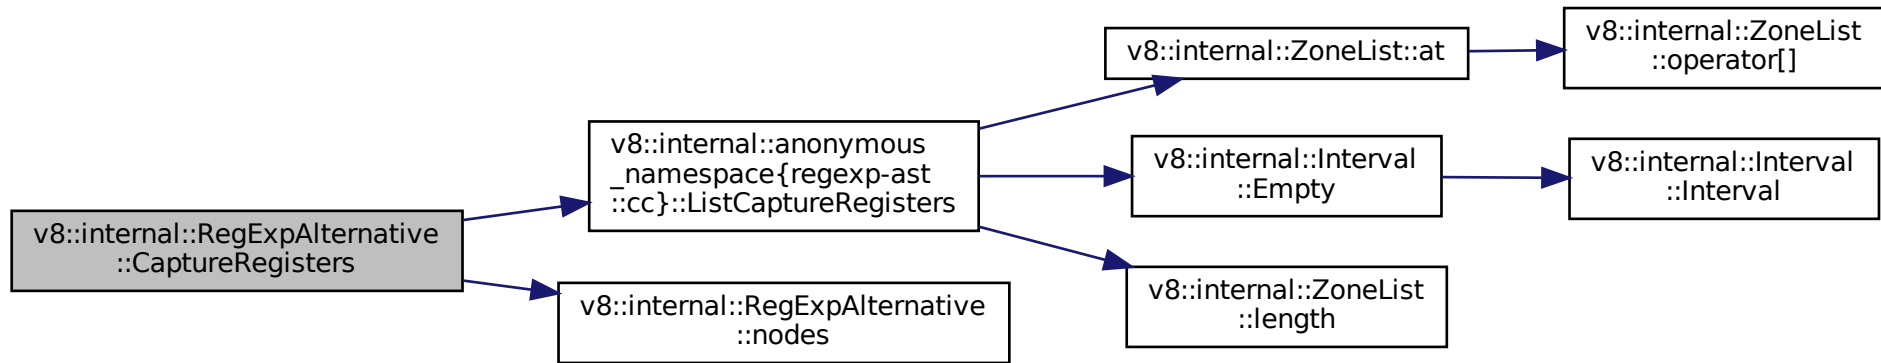 v8::internal::RegExpAlternative
::CaptureRegisters
v8::internal::anonymous
_namespace{regexp-ast
::cc}::ListCaptureRegisters
v8::internal::RegExpAlternative
::nodes
v8::internal::ZoneList::at
v8::internal::Interval
::Empty
v8::internal::ZoneList
::length
v8::internal::ZoneList
::operator[]
v8::internal::Interval
::Interval